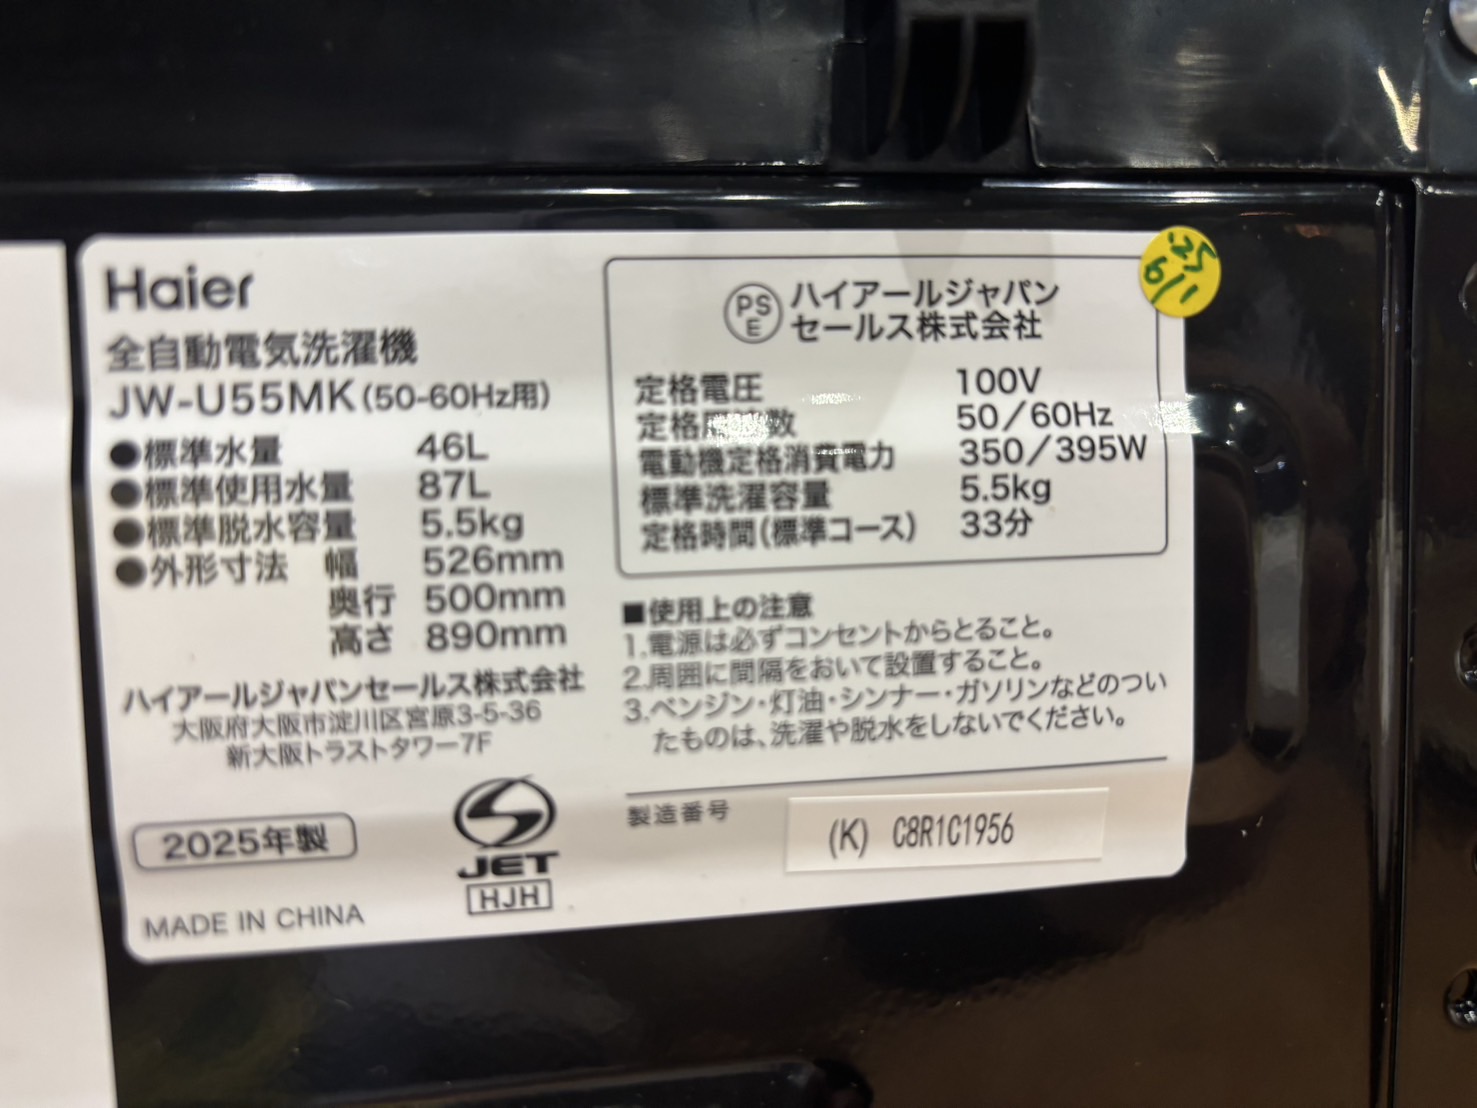 Haier
全自動電気洗濯機
JW-U55MK(50-60Hz用)
●標準水量 46L
●標準使用水量 87L
●標準脱水容量 5.5kg
●外形寸法 幅 526mm
奥行 500mm
高さ 890mm
ハイアールジャパンセールス株式会社
大阪府大阪市淀川区宮原3-5-36
新大阪トラストタワー7F
2025年製
JET
HJH
MADE IN CHINA
PS
E
ハイアールジャパン
セールス株式会社
'25
6/1
定格電圧 100V
定格 数 50/60Hz
電動機定格消費電力 350/395W
標準洗濯容量 5.5kg
定格時間(標準コース) 33分
■使用上の注意
1.電源は必ずコンセントからとること。
2.周囲に間隔をおいて設置すること。
3.ベンジン・灯油・シンナー・ガソリンなどのつい
たものは、洗濯や脱水をしないでください。
製造番号 (K) C8R1C1956